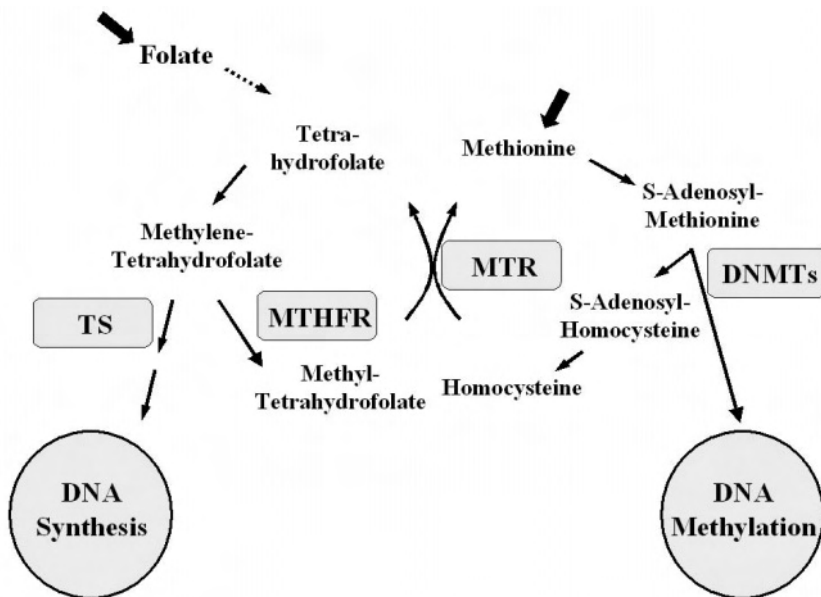 Folate
Tetra-
hydrofolate
Methionine
S-Adenosyl-
Methionine
Methylene-
Tetrahydrofolate
MTR
DNMTs
TS
MTHFR
S-Adenosyl-
Homocysteine
Methyl-
Tetrahydrofolate
Homocysteine
DNA
Synthesis
DNA
Methylation